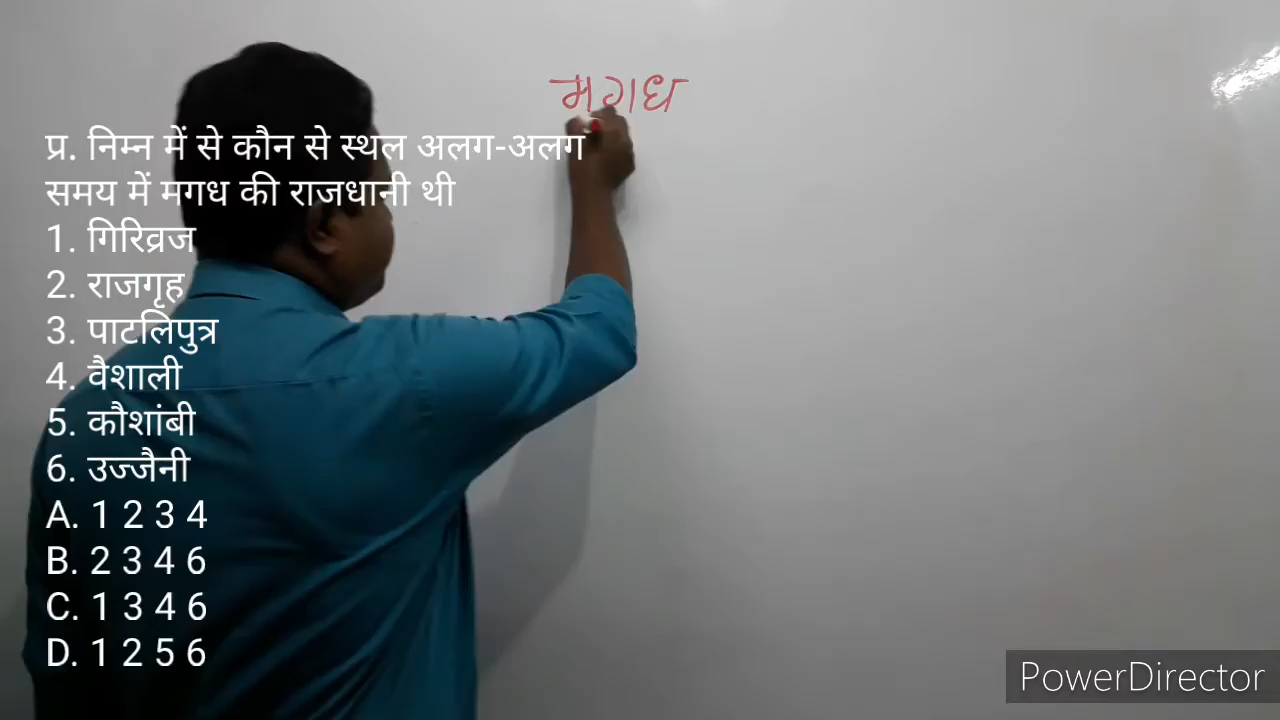 मगध
प्र. निम्न में से कौन से स्थल अलग-अलग
समय में मगध की राजधानी थी
1. गिरिव्रज
2. राजगृह
3. पाटलिपुत्र
4. वैशाली
5. कौशांबी
6. उज्जैनी
A. 1 2 3 4
B. 2 3 4 6
C. 1 3 4 6
D. 1 2 5 6
PowerDirector